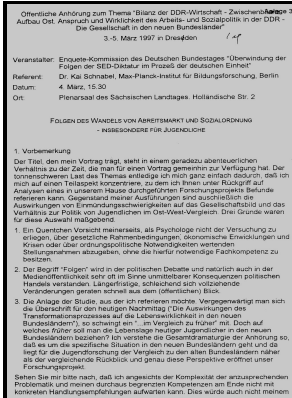 Öffentliche Anhörung zum Thema "Bilanz der DDR-Wirtschaft - Zwischenbilanz
Anlage 3
Aufbau Ost. Anspruch und Wirklichkeit des Arbeits- und Sozialpolitik in der DDR -
Die Gesellschaft in den neuen Bundesländer"
3.-5. März 1997 in Dresden
Veranstalter: Enquete-Kommission des Deutschen Bundestages "Überwindung der
Folgen der SED-Diktatur im Prozeß der deutschen Einheit"
Referent: Dr. Kai Schnabel, Max-Planck-Institut für Bildungsforschung, Berlin
Datum: 4. März, 15.30
Ort: Plenarsaal des Sächsischen Landtages. Holländische Str. 2
FOLGEN DES WANDELS VON ARBEITSMARKT UND SOZIALORDNUNG
- INSBESONDERE FÜR JUGENDLICHE
1. Vorbemerkung
Der Titel, den mein Vortrag trägt, steht in einem geradezu abenteuerlichen
Verhältnis zu der Zeit, die man für einen Vortrag gemeinhin zur Verfügung hat. Der
tonnenschweren Last des Themas entledige ich mich ganz einfach dadurch, daß ich
mich auf einen Teilaspekt konzentriere, zu dem ich Ihnen unter Rückgriff auf
Analysen eines in unserem Hause durchgeführten Forschungsprojekts Befunde
referieren kann. Gegenstand meiner Ausführungen sind ausschließlich die
Auswirkungen von Einmündungsschwierigkeiten auf das Gesellschaftsbild und das
Verhältnis zur Politik von Jugendlichen im Ost-West-Vergleich. Drei Gründe waren
für diese Auswahl maßgebend:
1. Ein Quentchen Vorsicht meinerseits, als Psychologe nicht der Versuchung zu
erliegen, über gesetzliche Rahmenbedingungen, ökonomische Entwicklungen und
Krisen oder über ordnungspolitische Notwendigkeiten wertenden
Stellungnahmen abzugeben, ohne die hierfür notwendige Fachkompetenz zu
besitzen.
2. Der Begriff "Folgen" wird in der politischen Debatte und natürlich auch in der
Medienöffentlichkeit sehr oft im Sinne unmittelbarer Konsequenzen politischen
Handels verstanden. Längerfristige, schleichend sich vollziehende
Veränderungen geraten schnell aus dem (öffentlichen) Blick.
3. Die Anlage der Studie, aus der ich referieren möchte. Vergegenwärtigt man sich
die Überschrift für den heutigen Nachmittag ("Die Auswirkungen des
Transformationsprozesses auf die Lebenswirklichkeit in den neuen
Bundesländern"), so schwingt ein "...im Vergleich zu früher" mit. Doch auf
welches früher soll man die Lebenslage heutiger Jugendlicher in den neuen
Bundesländern beziehen? Ich verstehe die Gesamtdramaturgie der Anhörung so,
daß es um die spezifische Situation in den neuen Bundesländern geht und da
liegt für die Jugendforschung der Vergleich zu den alten Bundesländern näher
als der vergleichende Rückblick und genau diese Perspektive eröffnet unser
Forschungsprojekt.
Sehen Sie mir bitte nach, daß ich angesichts der Komplexität der anzusprechenden
Problematik und meinen durchaus begrenzten Kompetenzen am Ende nicht mit
konkreten Handlungsempfehlungen aufwarten kann. Dies würde auch nicht meinem